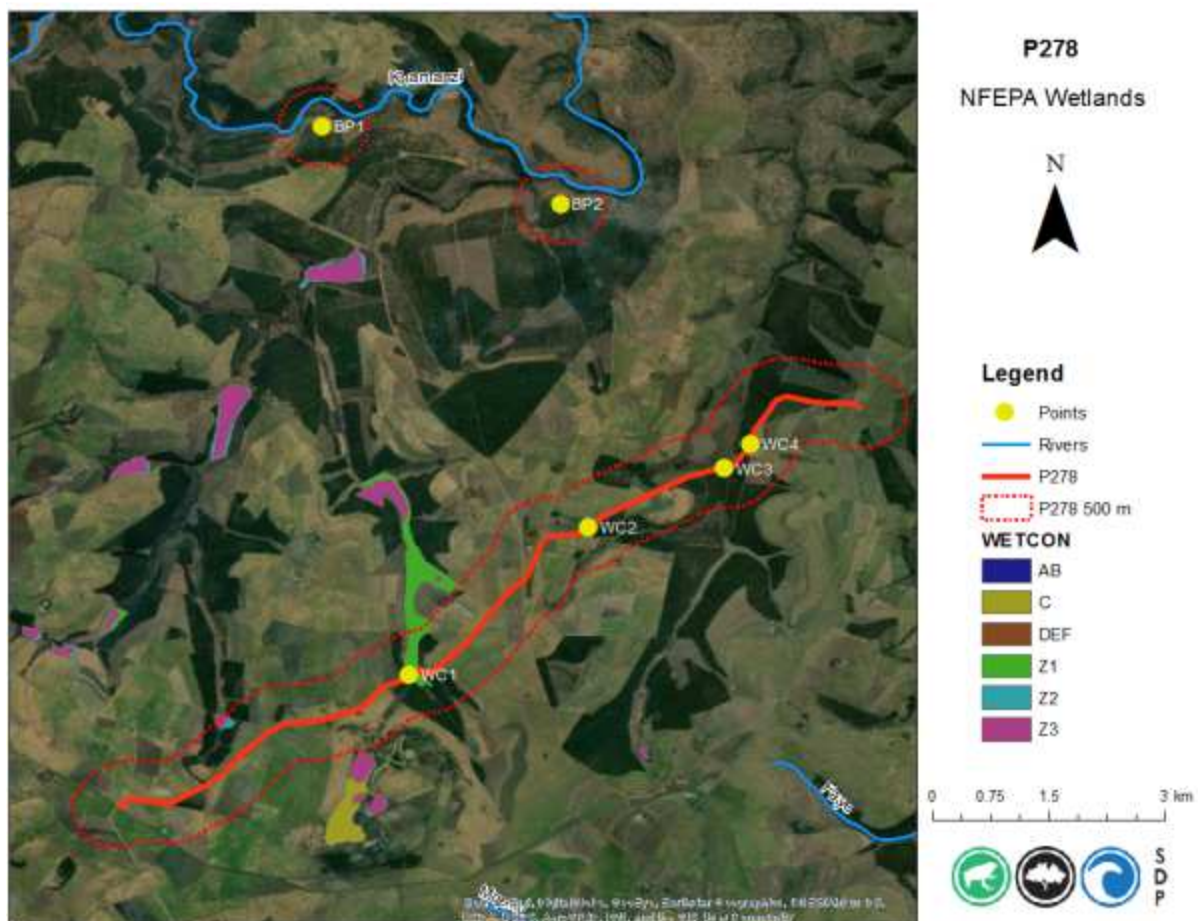 P278
NFEPA Wetlands
N
BP1
BP2
WC4
WC3
WC2
WC1
Legend
Points
Rivers
P278
P278 500 m
WETCON
AB
C
DEF
Z1
Z2
Z3
0 0.75 1.5 3 km
S
D
P